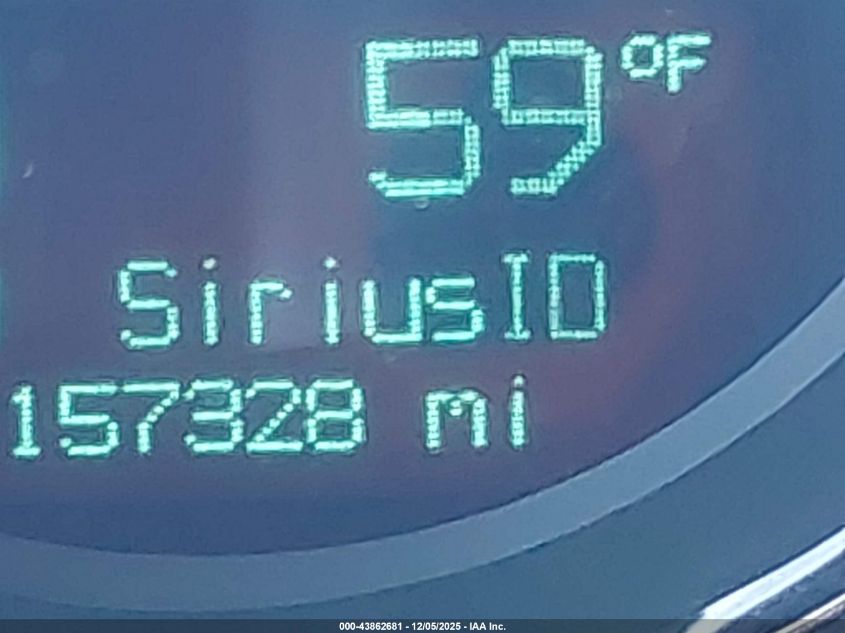 59 °F
SiriusID
157328 mi
000-43862681 - 12/05/2025 - IAA Inc.